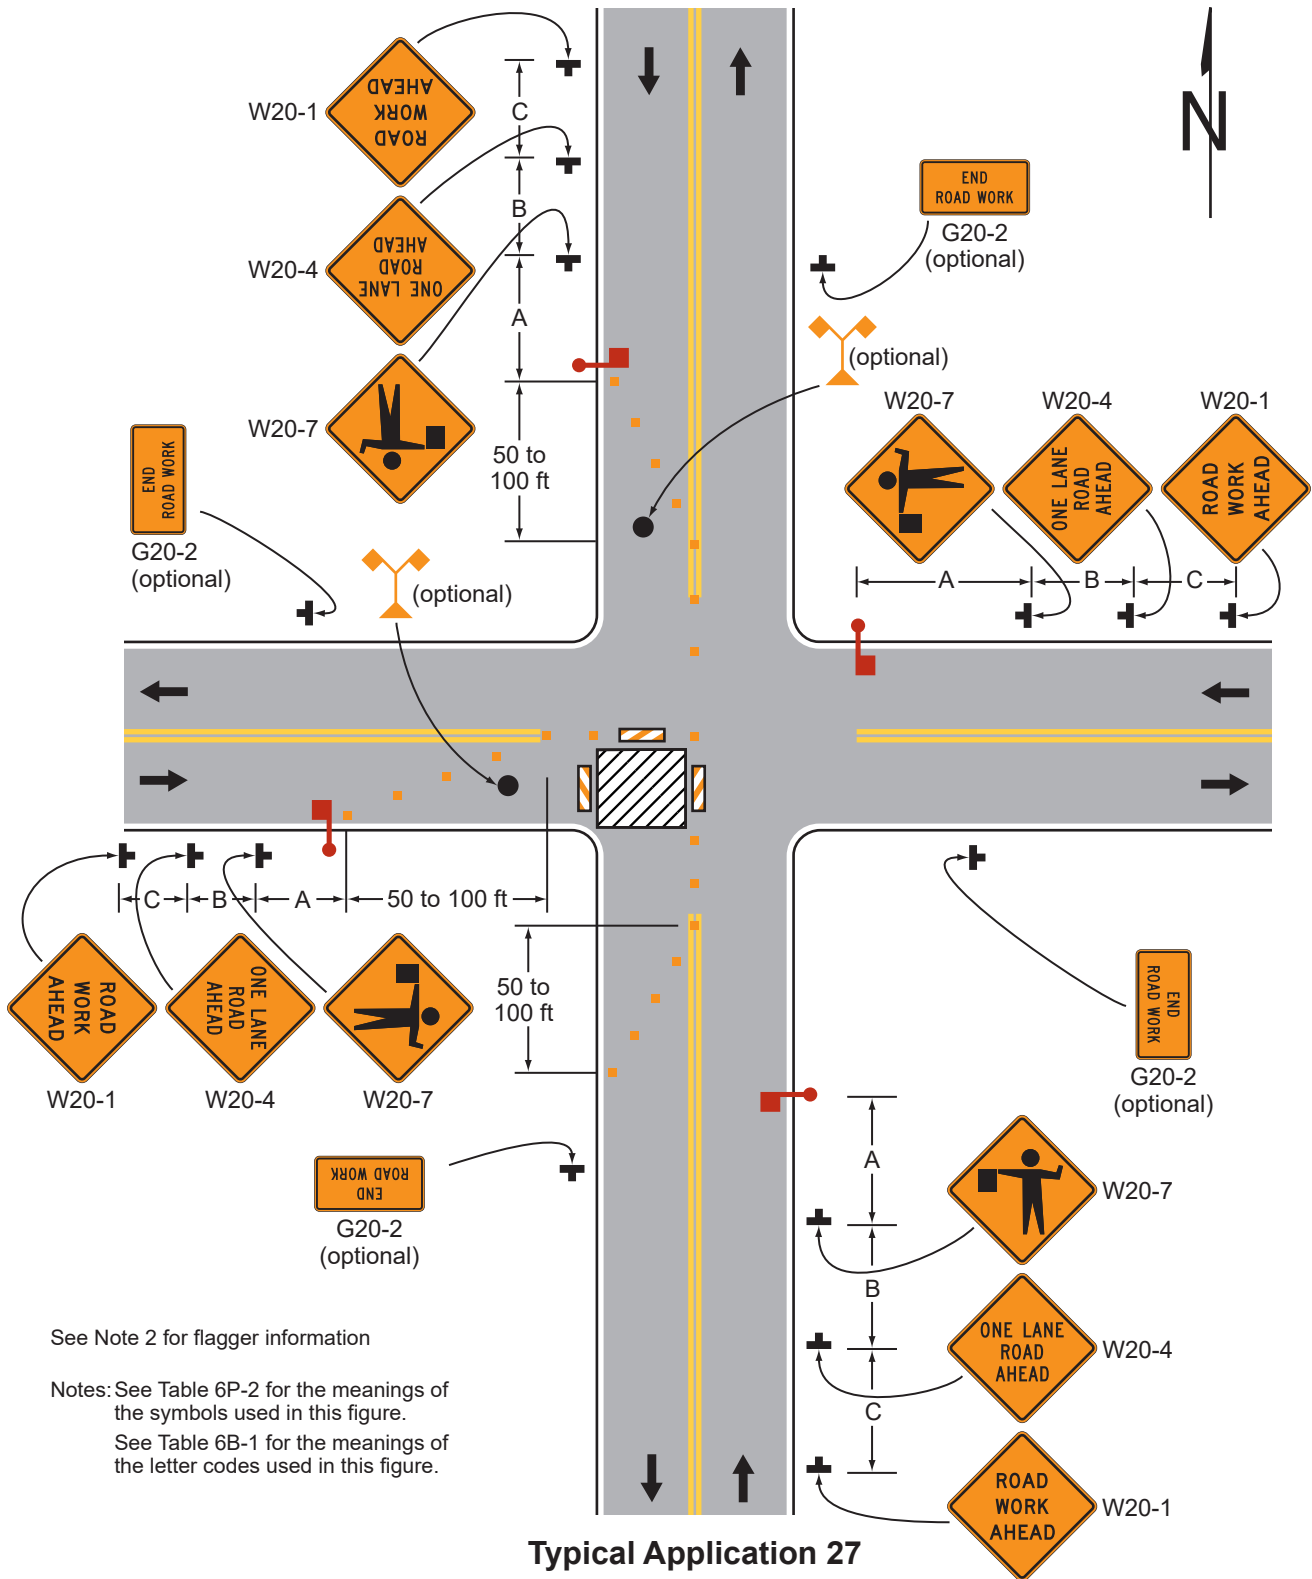 W20-1
ROAD
WORK
AHEAD
C
N
END
ROAD WORK
G20-2
(optional)
W20-4
ONE LANE
ROAD
AHEAD
B
A
(optional)
W20-7
50 to
100 ft
W20-7
W20-4
W20-1
ONE LANE
ROAD
AHEAD
ROAD
WORK
AHEAD
A
B
C
END
ROAD WORK
G20-2
(optional)
(optional)
C
B
A
50 to 100 ft
ROAD
WORK
AHEAD
ONE LANE
ROAD
AHEAD
W20-1
W20-4
W20-7
50 to
100 ft
END
ROAD WORK
G20-2
(optional)
END
ROAD WORK
G20-2
(optional)
A
W20-7
B
ONE LANE
ROAD
AHEAD
W20-4
C
ROAD
WORK
AHEAD
W20-1
See Note 2 for flagger information
Notes: See Table 6P-2 for the meanings of
the symbols used in this figure.
See Table 6B-1 for the meanings of
the letter codes used in this figure.
Typical Application 27